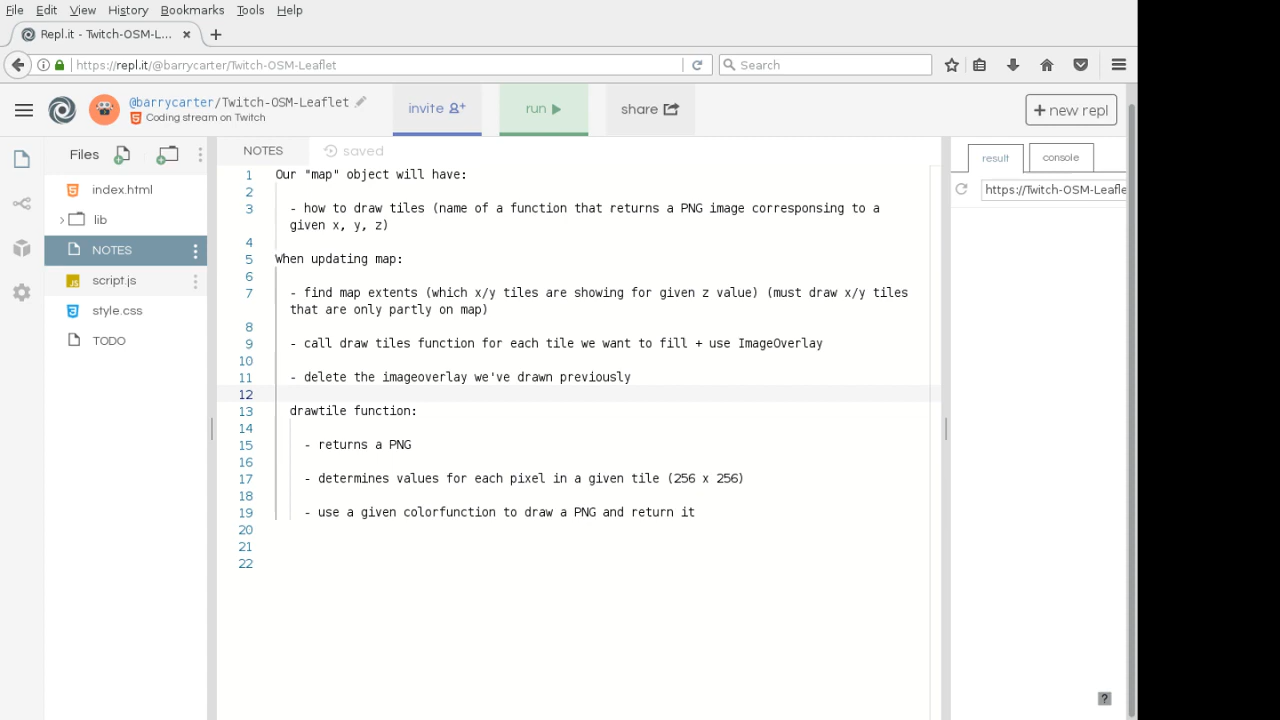 File Edit View History Bookmarks Tools Help
Repl.it - Twitch-OSM-L...
https://repl.it/@barrycarter/Twitch-OSM-Leaflet
Search
@barrycarter/Twitch-OSM-Leaflet
Coding stream on Twitch
invite
run
share
+ new repl
Files
NOTES
saved
result
console
index.html
lib
NOTES
script.js
style.css
TODO
https://Twitch-OSM-Leafle
1 Our "map" object will have:
2
3 - how to draw tiles (name of a function that returns a PNG image corresponsing to a
given x, y, z)
4
5 When updating map:
6
7 - find map extents (which x/y tiles are showing for given z value) (must draw x/y tiles
that are only partly on map)
8
9 - call draw tiles function for each tile we want to fill + use ImageOverlay
10
11 - delete the imageoverlay we've drawn previously
12
13 drawtile function:
14
15 - returns a PNG
16
17 - determines values for each pixel in a given tile (256 x 256)
18
19 - use a given colorfunction to draw a PNG and return it
20
21
22
?